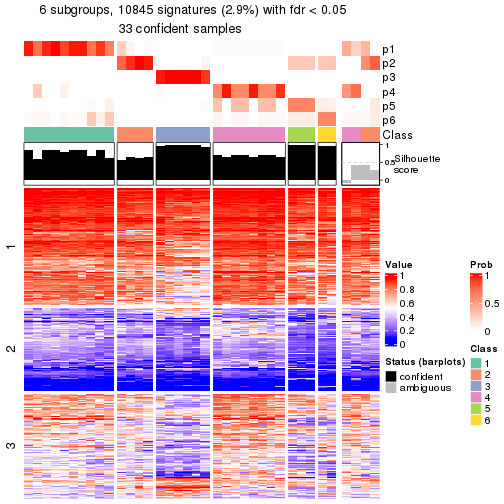 6 subgroups, 10845 signatures (2.9%) with fdr < 0.05
33 confident samples
p1
p2
p3
p4
p5
p6
Class
1
0.5
0
Silhouette
score
1
2
3
Value
1
0.8
0.6
0.4
0.2
0
Prob
1
0.5
0
Status (barplots)
confident
ambiguous
Class
1
2
3
4
5
6